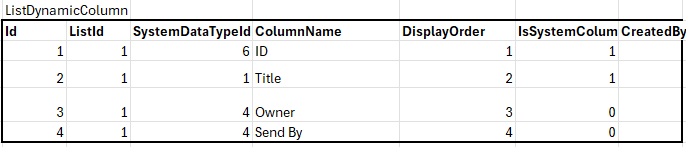 ListDynamicColumn
Id ListId SystemDataTypeId ColumnName DisplayOrder IsSystemColum CreatedBy
1 1 6 ID 1 1
2 1 1 Title 2 1
3 1 4 Owner 3 0
4 1 4 Send By 4 0